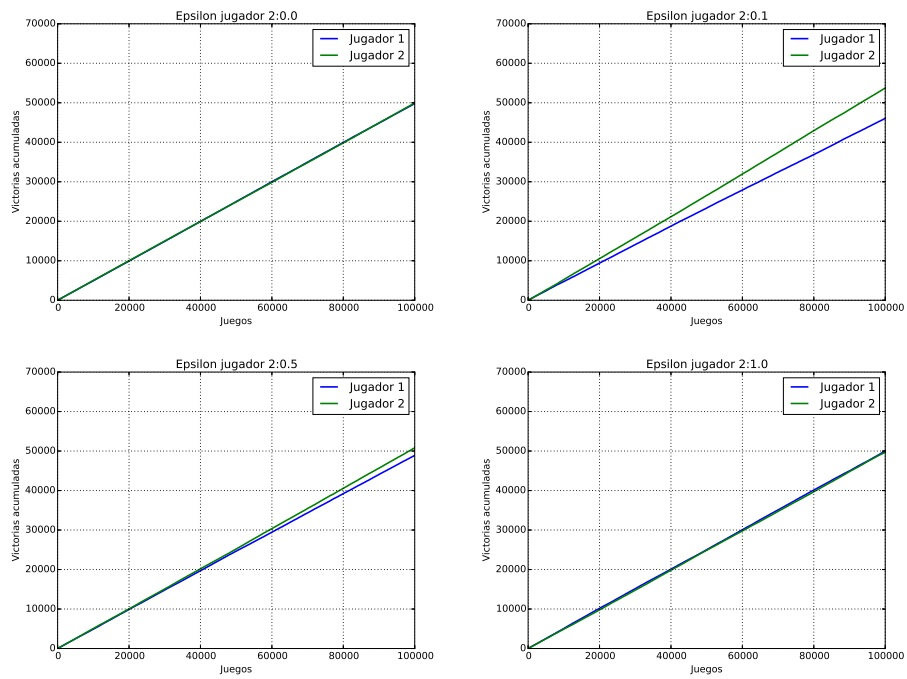 Epsilon jugador 2:0.0
70000
60000
50000
40000
30000
20000
10000
0
Victorias acumuladas
Jugador 1
Jugador 2
0 20000 40000 60000 80000 100000
Juegos
Epsilon jugador 2:0.1
70000
60000
50000
40000
30000
20000
10000
0
Victorias acumuladas
Jugador 1
Jugador 2
0 20000 40000 60000 80000 100000
Juegos
Epsilon jugador 2:0.5
70000
60000
50000
40000
30000
20000
10000
0
Victorias acumuladas
Jugador 1
Jugador 2
0 20000 40000 60000 80000 100000
Juegos
Epsilon jugador 2:1.0
70000
60000
50000
40000
30000
20000
10000
0
Victorias acumuladas
Jugador 1
Jugador 2
0 20000 40000 60000 80000 100000
Juegos